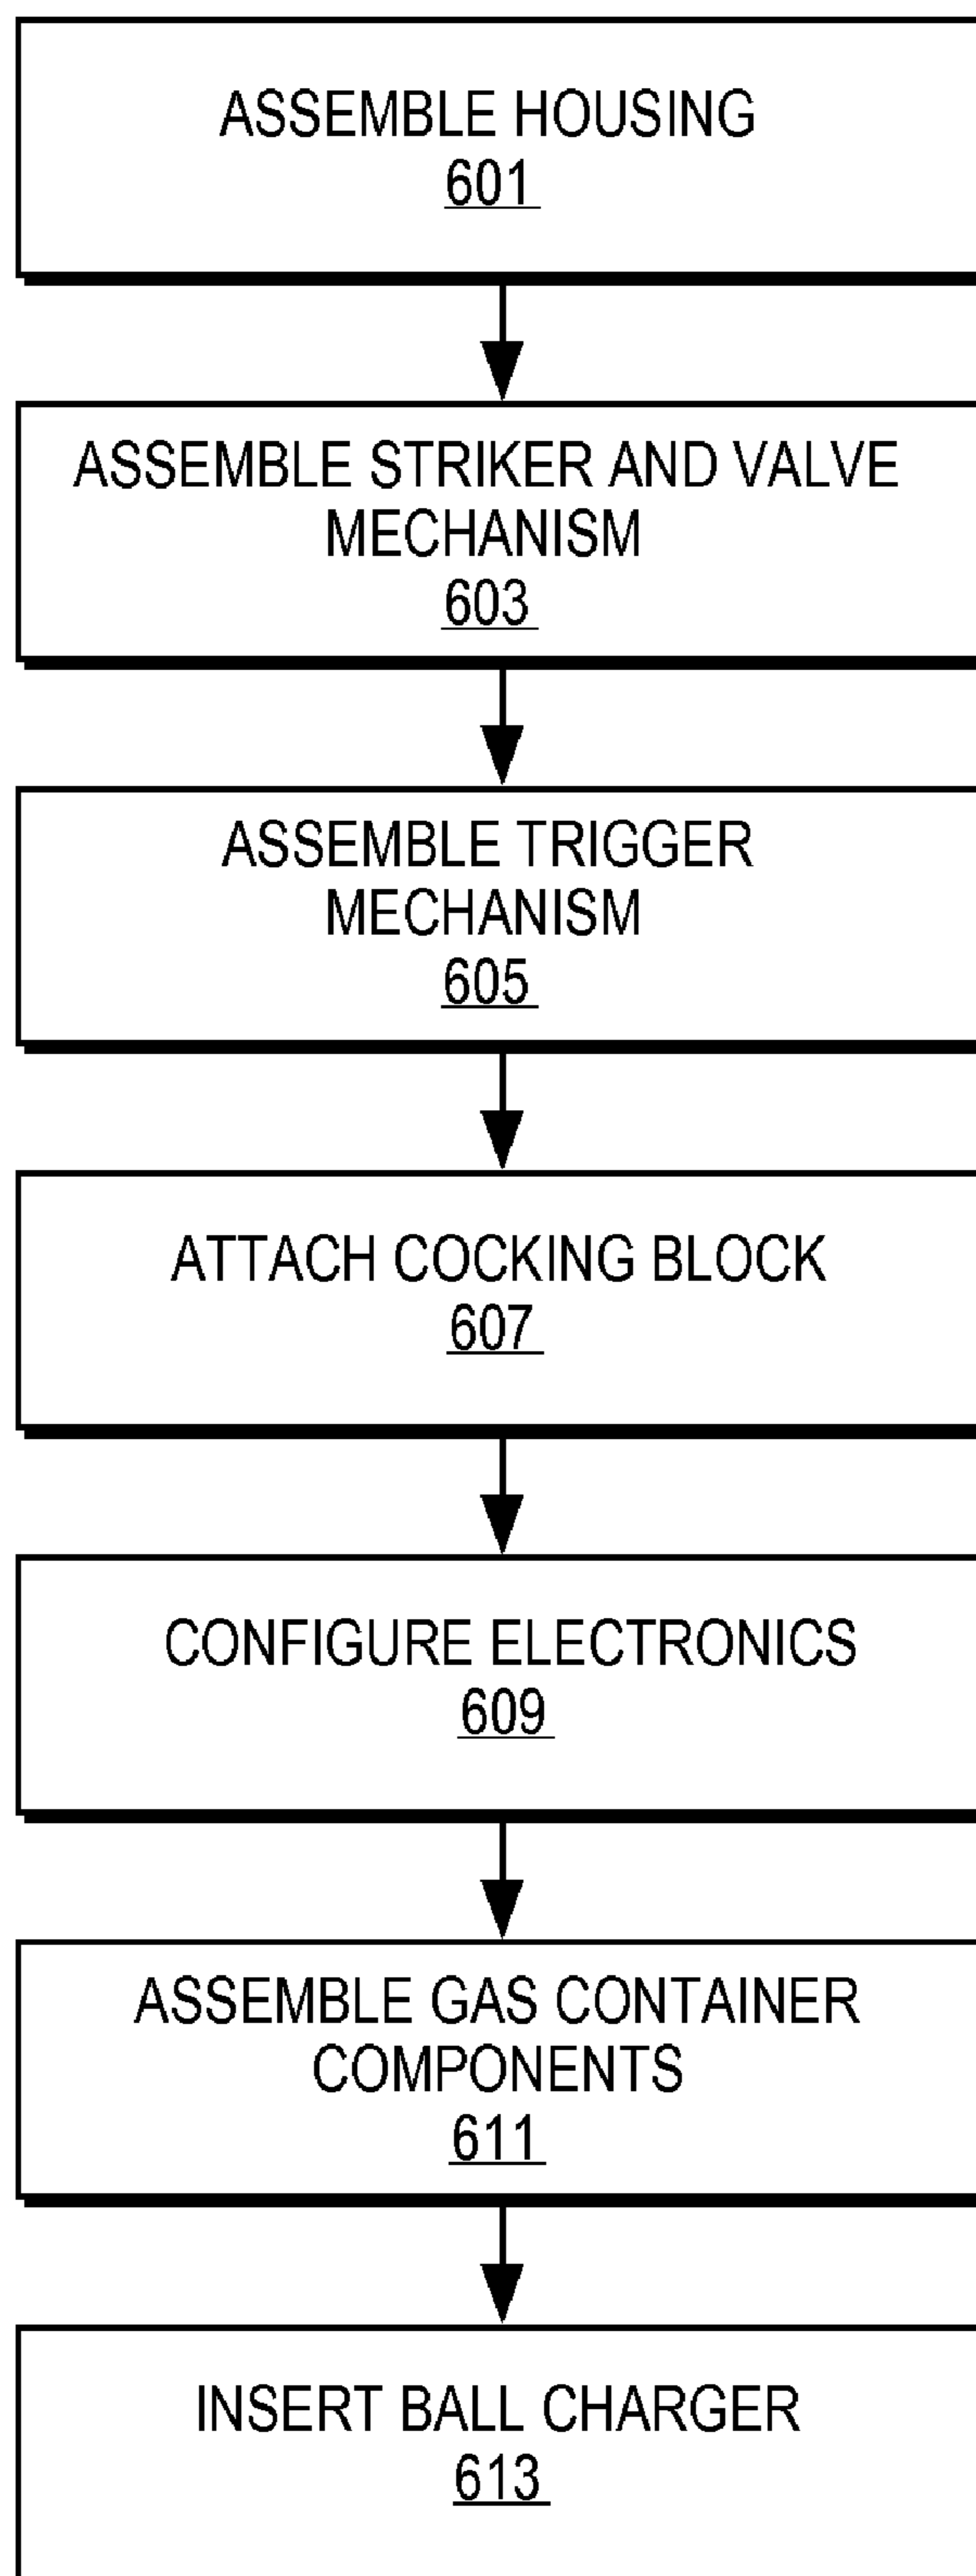 ASSEMBLE HOUSING
601
ASSEMBLE STRIKER AND VALVE
MECHANISM
603
ASSEMBLE TRIGGER
MECHANISM
605
ATTACH COCKING BLOCK
607
CONFIGURE ELECTRONICS
609
ASSEMBLE GAS CONTAINER
COMPONENTS
611
INSERT BALL CHARGER
613